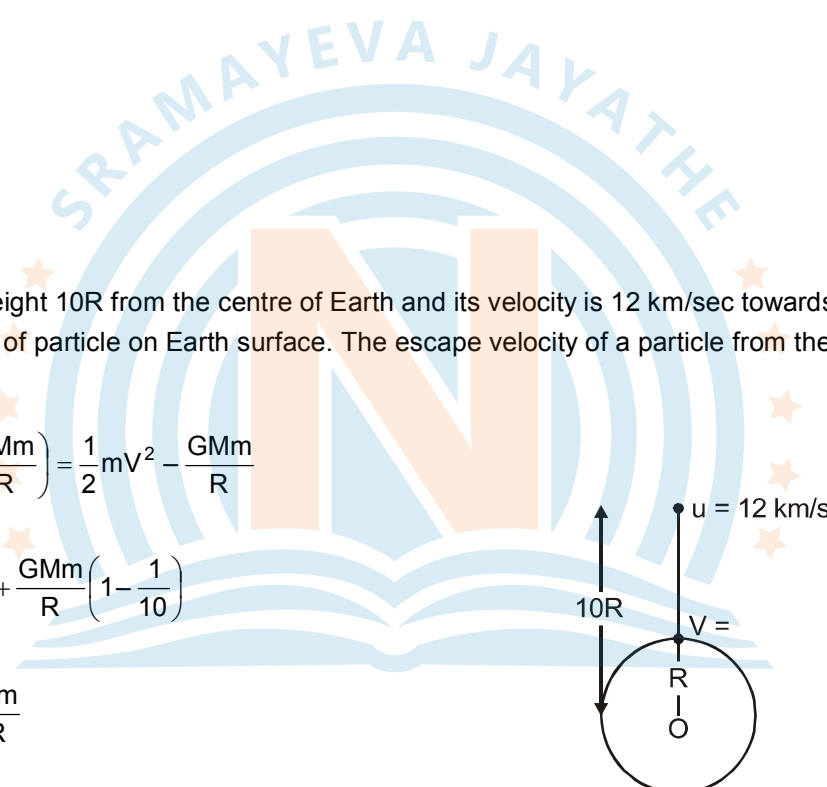 SRAMAYEVA JAYATHE
eight 10R from the centre of Earth and its velocity is 12 km/sec towards
of particle on Earth surface. The escape velocity of a particle from the
Mm/R) = 1/2 mV² − GMm/R
u = 12 km/s
+ GMm/R (1− 1/10)
10R
V =
R
m/R
O